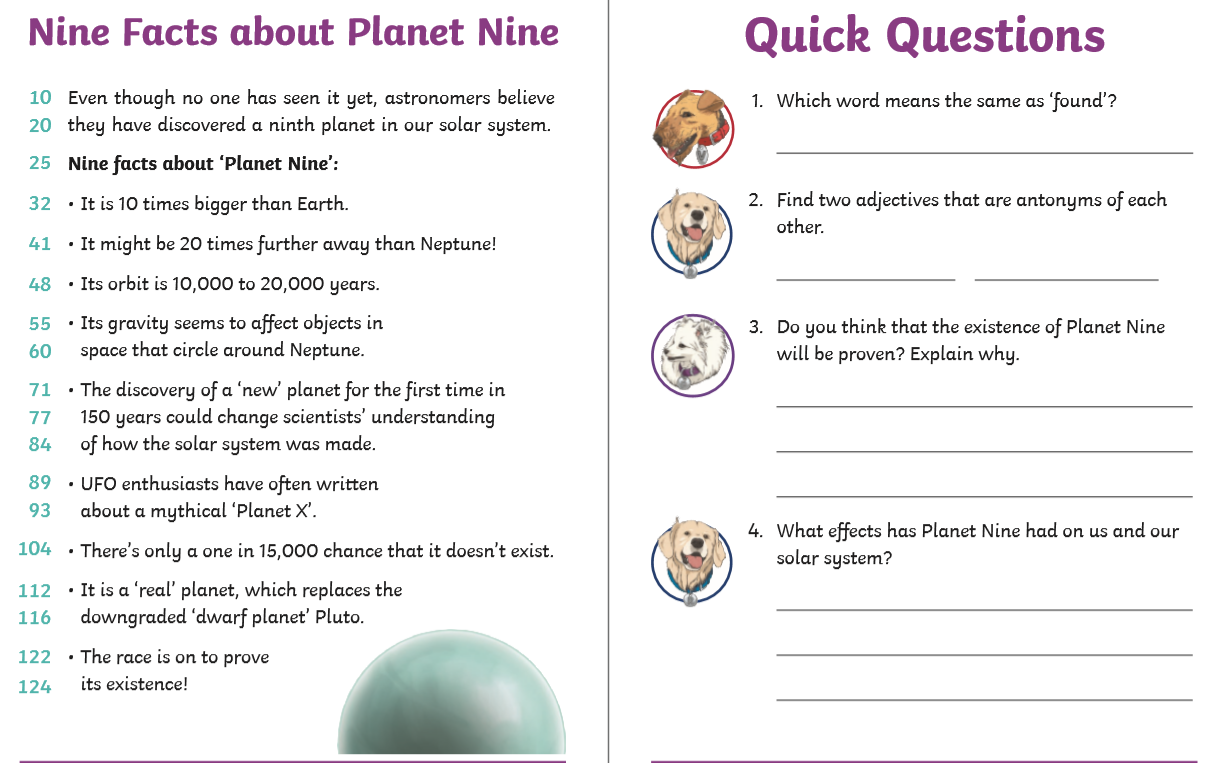 Nine Facts about Planet Nine
10 Even though no one has seen it yet, astronomers believe
20 they have discovered a ninth planet in our solar system.
25 Nine facts about ‘Planet Nine’:
32 • It is 10 times bigger than Earth.
41 • It might be 20 times further away than Neptune!
48 • Its orbit is 10,000 to 20,000 years.
55 • Its gravity seems to affect objects in
60 space that circle around Neptune.
71 • The discovery of a ‘new’ planet for the first time in
77 150 years could change scientists’ understanding
84 of how the solar system was made.
89 • UFO enthusiasts have often written
93 about a mythical ‘Planet X’.
104 • There’s only a one in 15,000 chance that it doesn’t exist.
112 • It is a ‘real’ planet, which replaces the
116 downgraded ‘dwarf planet’ Pluto.
122 • The race is on to prove
124 its existence!
Quick Questions
1. Which word means the same as ‘found’?
2. Find two adjectives that are antonyms of each
other.
3. Do you think that the existence of Planet Nine
will be proven? Explain why.
4. What effects has Planet Nine had on us and our
solar system?